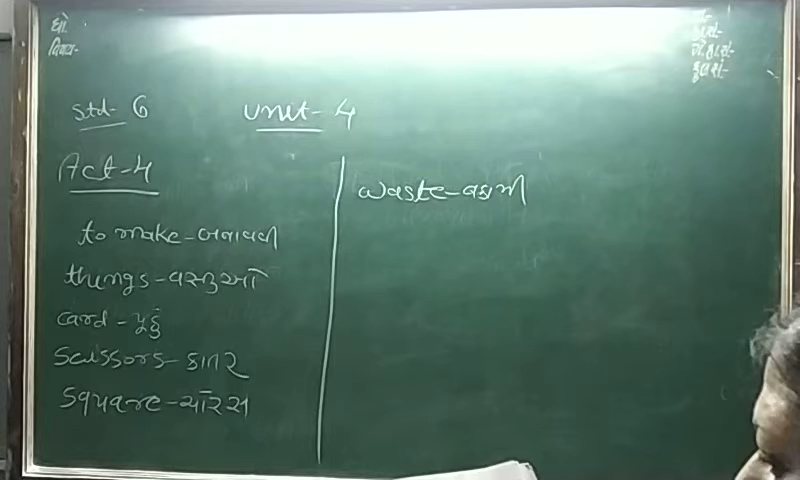 ધો.
વિષય-
Std- 6
Unit- 4
Act-4
to make-બનાવવી
things-વસ્તુઓ
card-પૂઠું
Scissors-કાતર
Square-ચોરસ
waste-નકામી